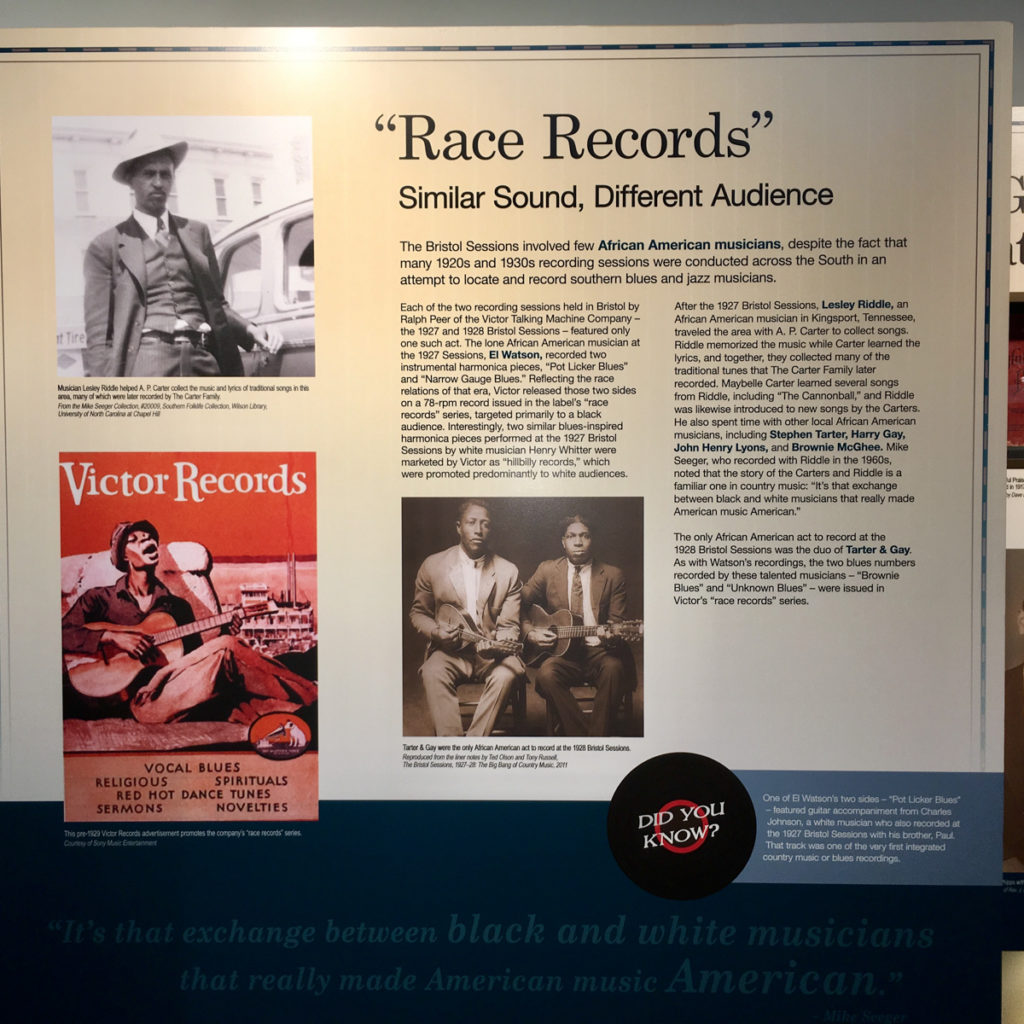 "Race Records"
Similar Sound, Different Audience
The Bristol Sessions involved few African American musicians, despite the fact that
many 1920s and 1930s recording sessions were conducted across the South in an
attempt to locate and record southern blues and jazz musicians.
Each of the two recording sessions held in Bristol by
Ralph Peer of the Victor Talking Machine Company –
the 1927 and 1928 Bristol Sessions – featured only
one such act. The lone African American musician at
the 1927 Sessions, El Watson, recorded two
instrumental harmonica pieces, "Pot Licker Blues"
and "Narrow Gauge Blues." Reflecting the race
relations of that era, Victor released those two sides
on a 78-rpm record issued in the label's "race
records" series, targeted primarily to a black
audience. Interestingly, two similar blues-inspired
harmonica pieces performed at the 1927 Bristol
Sessions by white musician Henry Whitter were
marketed by Victor as "hillbilly records," which
were promoted predominantly to white audiences.
After the 1927 Bristol Sessions, Lesley Riddle, an
African American musician in Kingsport, Tennessee,
traveled the area with A. P. Carter to collect songs.
Riddle memorized the music while Carter learned the
lyrics, and together, they collected many of the
traditional tunes that The Carter Family later
recorded. Maybelle Carter learned several songs
from Riddle, including "The Cannonball," and Riddle
was likewise introduced to new songs by the Carters.
He also spent time with other local African American
musicians, including Stephen Tarter, Harry Gay,
John Henry Lyons, and Brownie McGhee. Mike
Seeger, who recorded with Riddle in the 1960s,
noted that the story of the Carters and Riddle is a
familiar one in country music: "It's that exchange
between black and white musicians that really made
American music American."
The only African American act to record at the
1928 Bristol Sessions was the duo of Tarter & Gay.
As with Watson's recordings, the two blues numbers
recorded by these talented musicians – "Brownie
Blues" and "Unknown Blues" – were issued in
Victor's "race records" series.
Tire
Musician Lesley Riddle helped A. P. Carter collect the music and lyrics of traditional songs in this
area, many of which were later recorded by The Carter Family.
From the Mike Seeger Collection, #20009, Southern Folklife Collection, Wilson Library,
University of North Carolina at Chapel Hill
Victor Records
VOCAL BLUES
RELIGIOUS SPIRITUALS
RED HOT DANCE TUNES
SERMONS NOVELTIES
This pre-1929 Victor Records advertisement promotes the company's "race records" series.
Courtesy of Sony Music Entertainment
Tarter & Gay were the only African American act to record at the 1928 Bristol Sessions.
Reproduced from the liner notes by Ted Olson and Tony Russell,
The Bristol Sessions, 1927-28: The Big Bang of Country Music, 2011
DID YOU
KNOW?
One of El Watson's two sides – "Pot Licker Blues"
– featured guitar accompaniment from Charles
Johnson, a white musician who also recorded at
the 1927 Bristol Sessions with his brother, Paul.
That track was one of the very first integrated
country music or blues recordings.
"It's that exchange between black and white musicians
that really made American music American."
- Mike Seeger